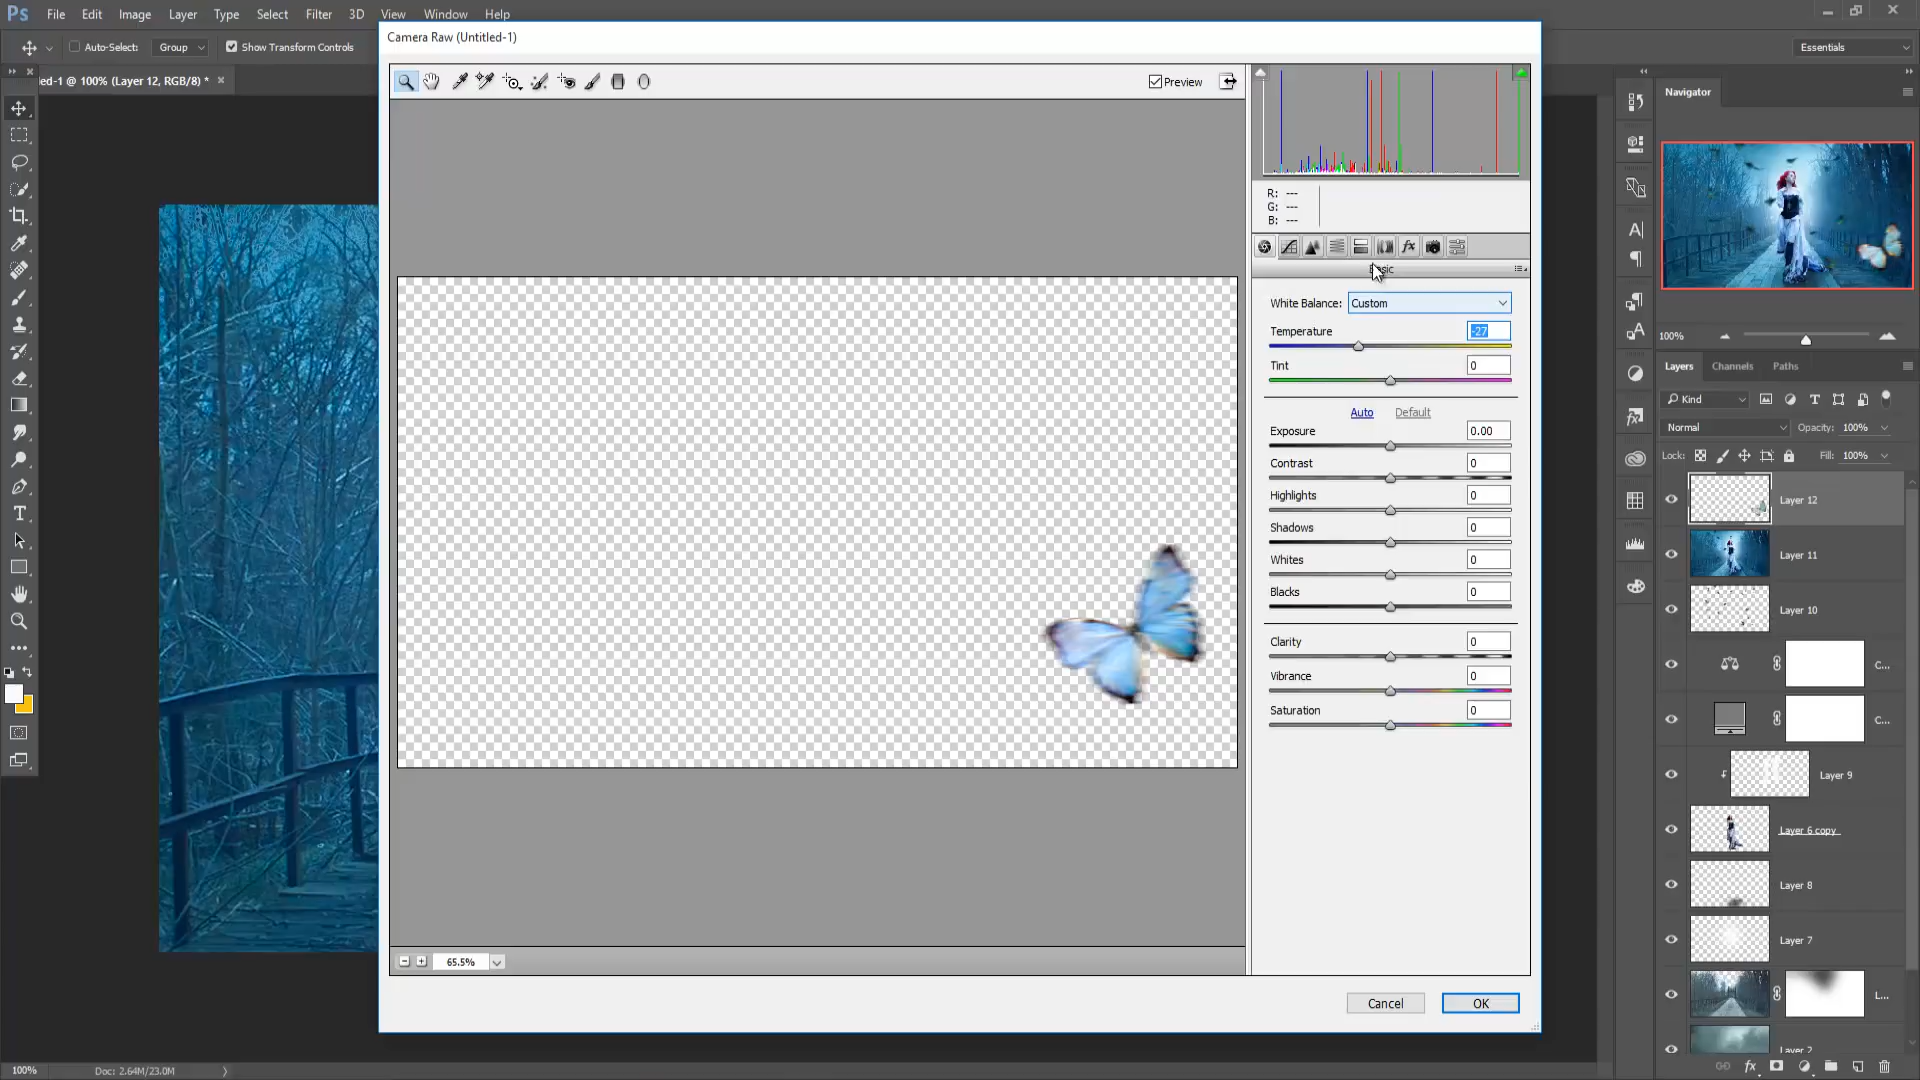 Ps File Edit Image Layer Type Select Filter 3D View Window Help
Camera Raw (Untitled-1)
Auto-Select: Group Show Transform Controls
Essentials
ed-1 @ 100% (Layer 12, RGB/8) *
Preview
Navigator
R: ---
G: ---
B: ---
fx
Basic
White Balance: Custom
Temperature -27
Tint 0
Auto Default
Exposure 0.00
Contrast 0
Highlights 0
Shadows 0
Whites 0
Blacks 0
Clarity 0
Vibrance 0
Saturation 0
65.5%
Cancel OK
100%
Layers Channels Paths
Kind
Normal Opacity: 100%
Lock: Fill: 100%
Layer 12
Layer 11
Layer 10
C...
C...
Layer 9
Layer 6 copy
Layer 8
Layer 7
L...
Layer 2
fx
100% Doc: 2.64M/23.0M